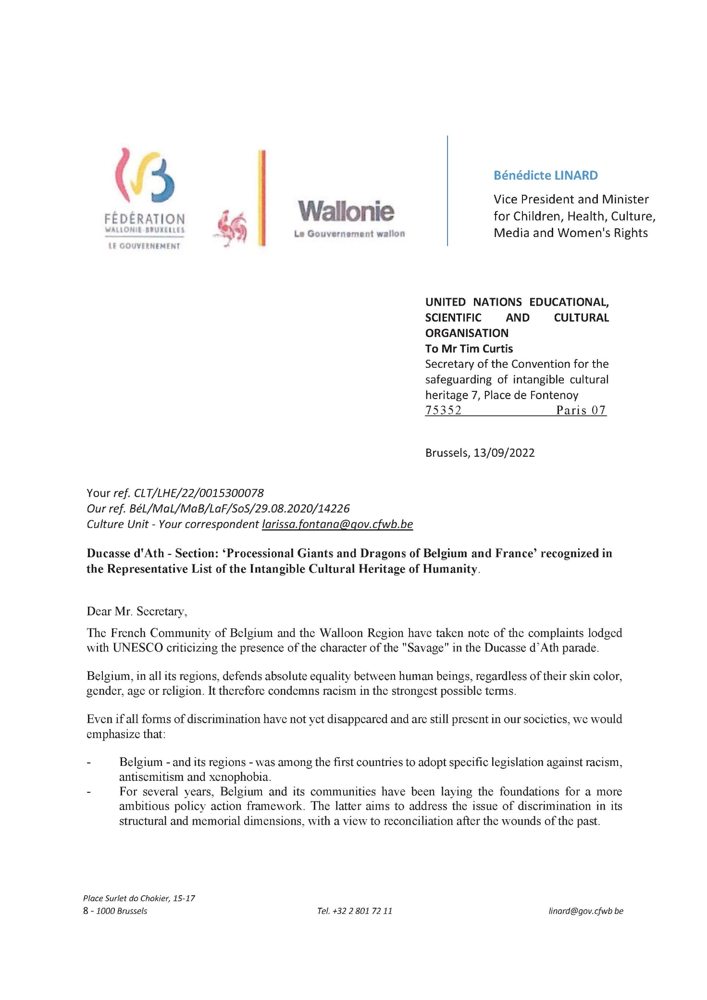 FÉDÉRATION
WALLONIE-BRUXELLES
LE GOUVERNEMENT
Wallonie
Le Gouvernement wallon
Bénédicte LINARD
Vice President and Minister
for Children, Health, Culture,
Media and Women's Rights
UNITED NATIONS EDUCATIONAL,
SCIENTIFIC AND CULTURAL
ORGANISATION
To Mr Tim Curtis
Secretary of the Convention for the
safeguarding of intangible cultural
heritage 7, Place de Fontenoy
75352 Paris 07
Brussels, 13/09/2022
Your ref. CLT/LHE/22/0015300078
Our ref. BéL/MaL/MaB/LaF/SoS/29.08.2020/14226
Culture Unit - Your correspondent larissa.fontana@gov.cfwb.be
Ducasse d'Ath - Section: ‘Processional Giants and Dragons of Belgium and France’ recognized in
the Representative List of the Intangible Cultural Heritage of Humanity.
Dear Mr. Secretary,
The French Community of Belgium and the Walloon Region have taken note of the complaints lodged
with UNESCO criticizing the presence of the character of the "Savage" in the Ducasse d’Ath parade.
Belgium, in all its regions, defends absolute equality between human beings, regardless of their skin color,
gender, age or religion. It therefore condemns racism in the strongest possible terms.
Even if all forms of discrimination have not yet disappeared and are still present in our societies, we would
emphasize that:
- Belgium - and its regions - was among the first countries to adopt specific legislation against racism,
antisemitism and xenophobia.
- For several years, Belgium and its communities have been laying the foundations for a more
ambitious policy action framework. The latter aims to address the issue of discrimination in its
structural and memorial dimensions, with a view to reconciliation after the wounds of the past.
Place Surlet do Chokier, 15-17
8 - 1000 Brussels Tel. +32 2 801 72 11 linard@gov.cfwb be